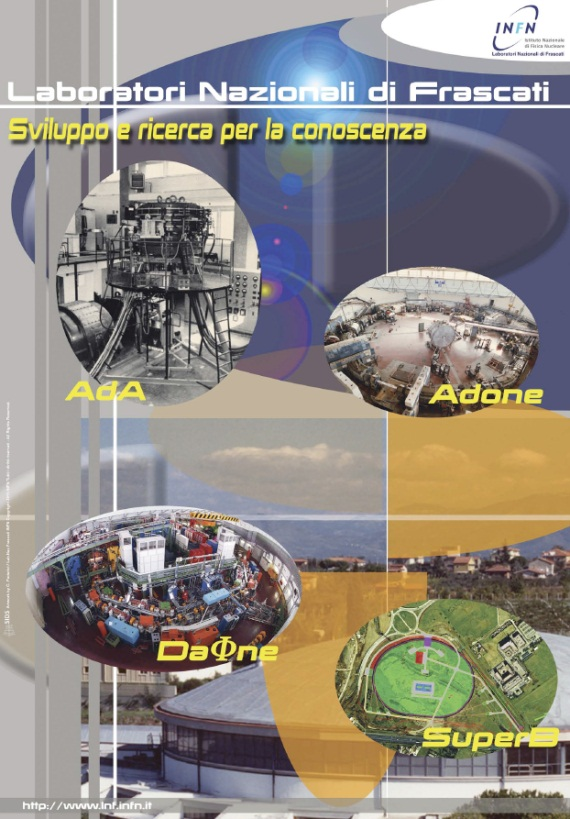 INFN
Istituto Nazionale
di Fisica Nucleare
Laboratori Nazionali di Frascati
Laboratori Nazionali di Frascati
Sviluppo e ricerca per la conoscenza
AdA
Adone
DaΦne
SuperB
http://www.lnf.infn.it